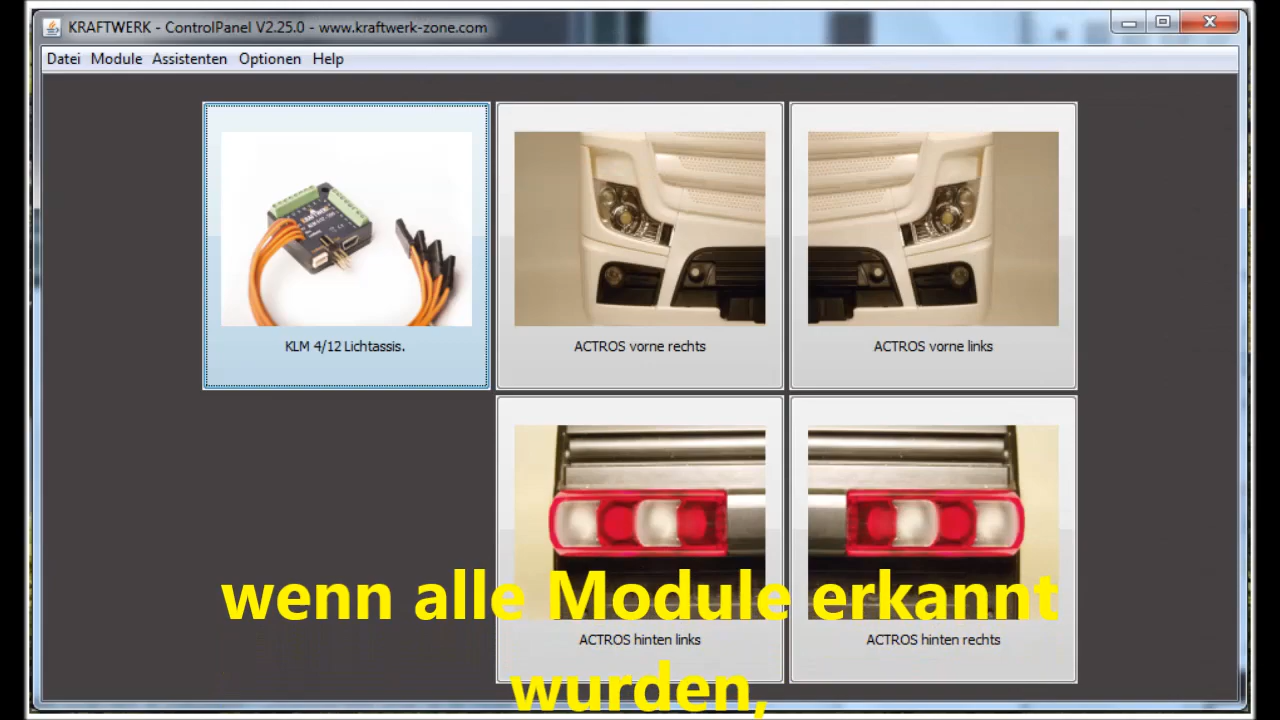 KRAFTWERK - ControlPanel V2.25.0 - www.kraftwerk-zone.com
Datei Module Assistenten Optionen Help
KLM 4/12 Lichtassis.
ACTROS vorne rechts
ACTROS vorne links
ACTROS hinten links
ACTROS hinten rechts
wenn alle Module erkannt
wurden,